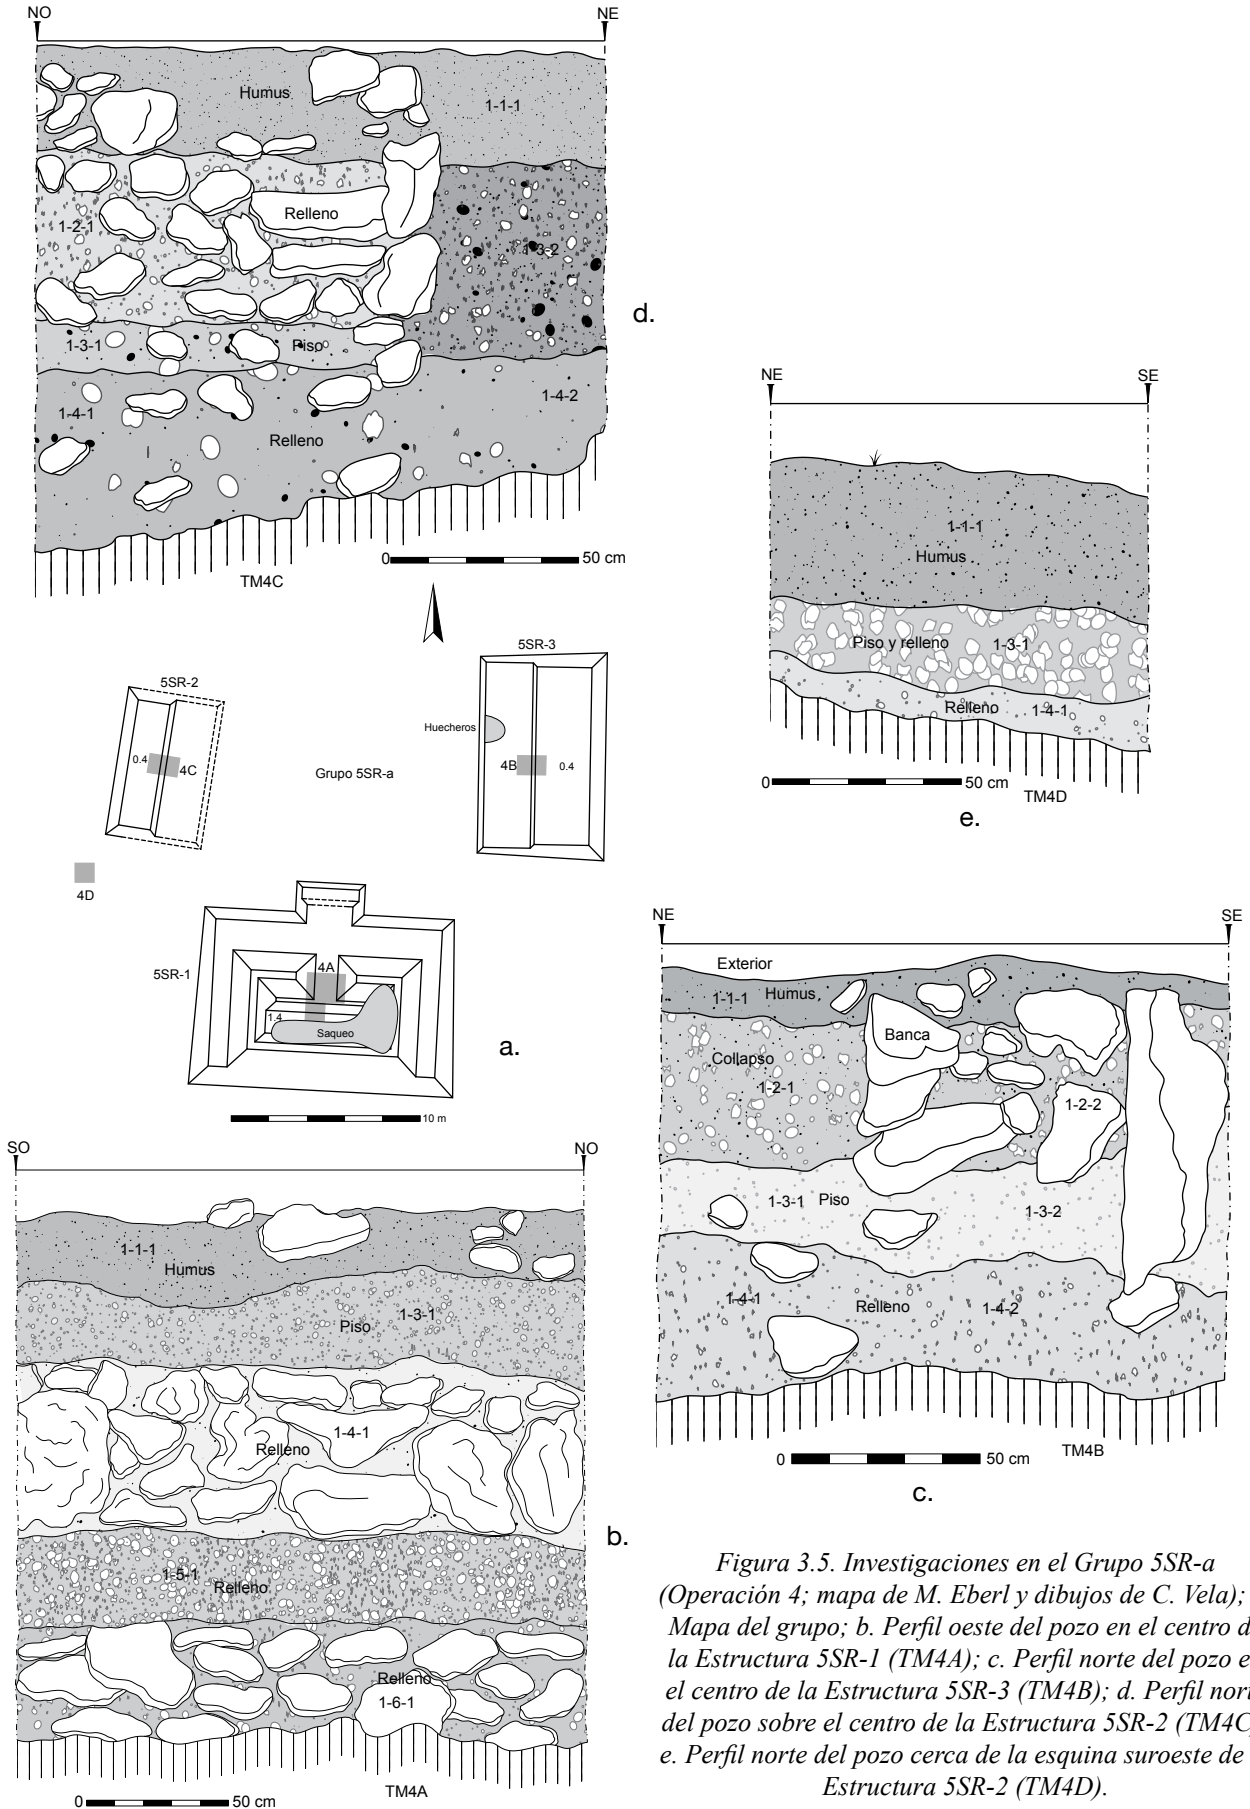 NO
NE
Humus
1-1-1
Relleno
1-2-1
1-3-2
1-3-1
Piso
1-4-1
1-4-2
Relleno
0
50 cm
TM4C
d.
NE
SE
1-1-1
Humus
Piso y relleno
1-3-1
Relleno
1-4-1
0
50 cm
TM4D
e.
5SR-2
0.4
4C
4D
Grupo 5SR-a
5SR-3
Huecheros
4B
0.4
5SR-1
4A
1.4
Saqueo
a.
10 m
NE
SE
Exterior
1-1-1
Humus
Banca
Collapso
1-2-1
1-2-2
1-3-1
Piso
1-3-2
1-4-1
Relleno
1-4-2
0
50 cm
TM4B
c.
SO
NO
1-1-1
Humus
1-3-1
Piso
1-4-1
Relleno
1-5-1
Relleno
Relleno
1-6-1
TM4A
0
50 cm
b.
Figura 3.5. Investigaciones en el Grupo 5SR-a
(Operación 4; mapa de M. Eberl y dibujos de C. Vela);
Mapa del grupo; b. Perfil oeste del pozo en el centro d
la Estructura 5SR-1 (TM4A); c. Perfil norte del pozo e
el centro de la Estructura 5SR-3 (TM4B); d. Perfil nor
del pozo sobre el centro de la Estructura 5SR-2 (TM4C
e. Perfil norte del pozo cerca de la esquina suroeste de
Estructura 5SR-2 (TM4D).